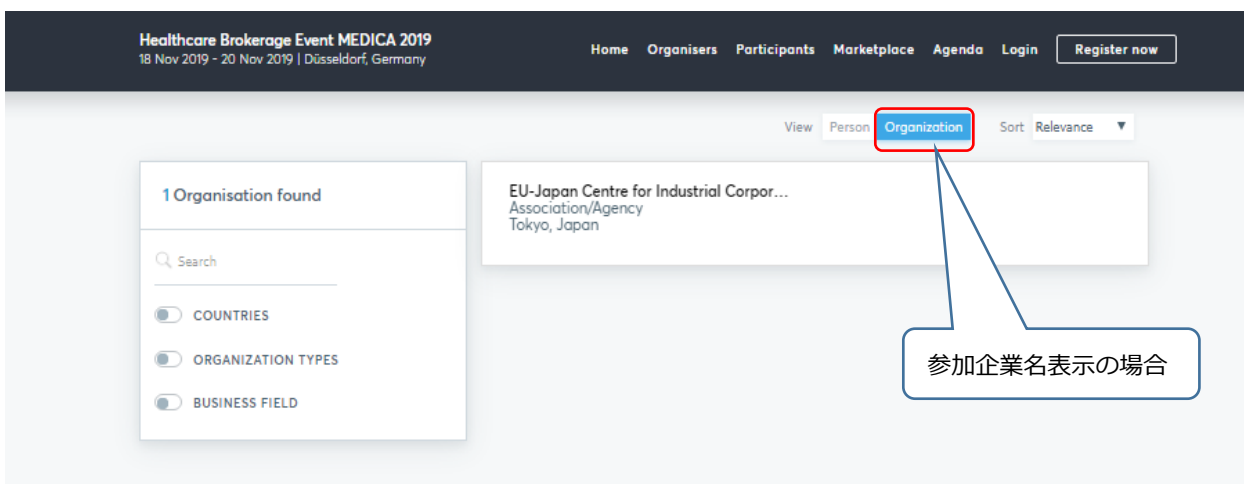 Healthcare Brokerage Event MEDICA 2019
18 Nov 2019 - 20 Nov 2019 | Düsseldorf, Germany
Home Organisers Participants Marketplace Agenda Login Register now
View Person Organization Sort Relevance ▼
1 Organisation found
Search
COUNTRIES
ORGANIZATION TYPES
BUSINESS FIELD
EU-Japan Centre for Industrial Corpor...
Association/Agency
Tokyo, Japan
参加企業名表示の場合